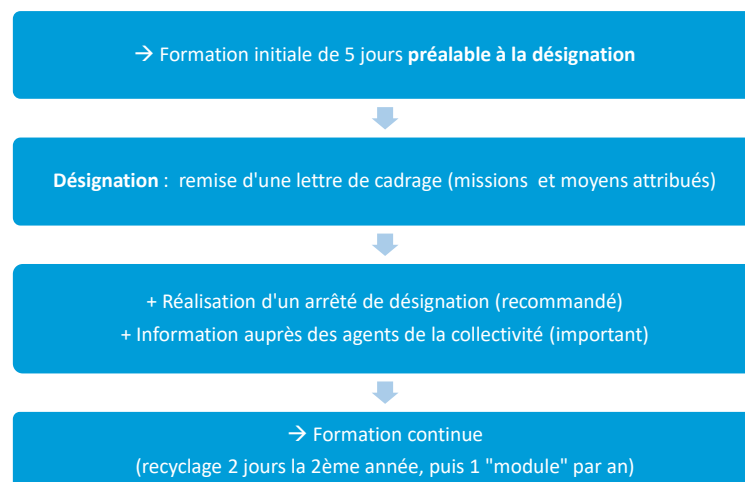 → Formation initiale de 5 jours préalable à la désignation
Désignation : remise d'une lettre de cadrage (missions et moyens attribués)
+ Réalisation d'un arrêté de désignation (recommandé)
+ Information auprès des agents de la collectivité (important)
→ Formation continue
(recyclage 2 jours la 2ème année, puis 1 "module" par an)